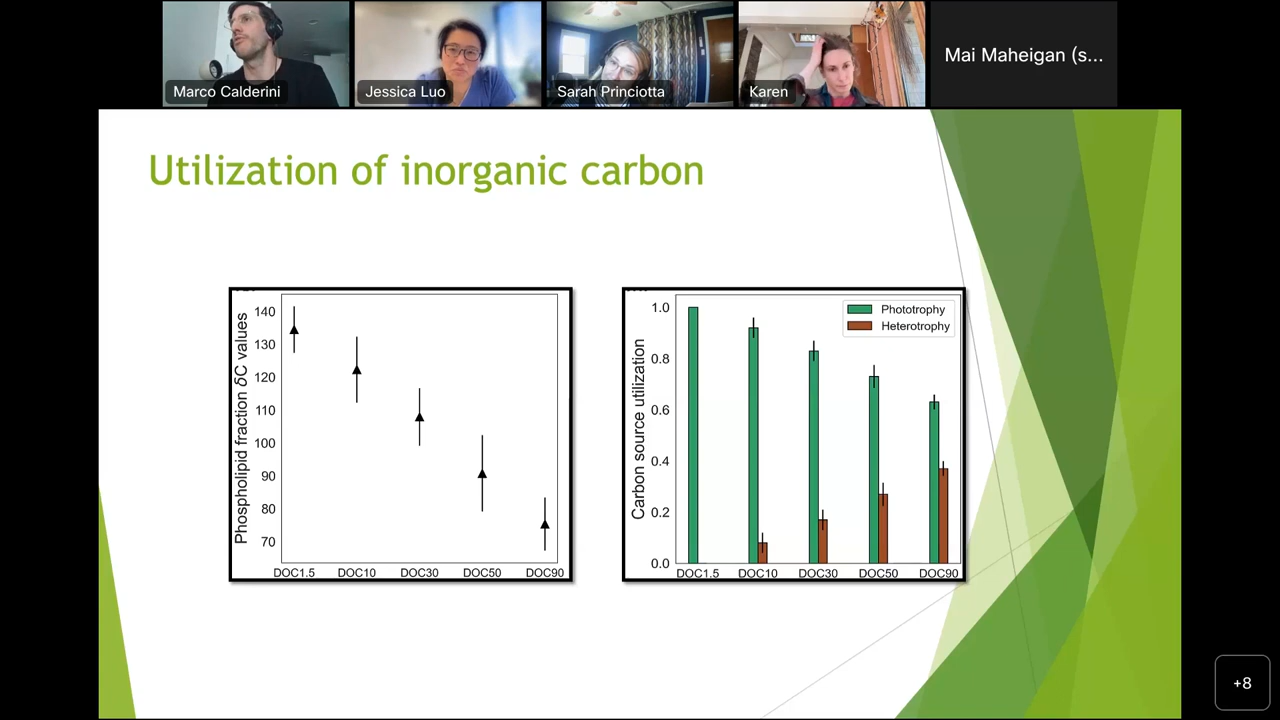 Marco Calderini
Jessica Luo
Sarah Princiotta
Karen
Mai Maheigan (s...
Utilization of inorganic carbon
Phospholipid fraction δC values
140
130
120
110
100
90
80
70
DOC1.5 DOC10 DOC30 DOC50 DOC90
Carbon source utilization
1.0
0.8
0.6
0.4
0.2
0.0
Phototrophy
Heterotrophy
DOC1.5 DOC10 DOC30 DOC50 DOC90
+8